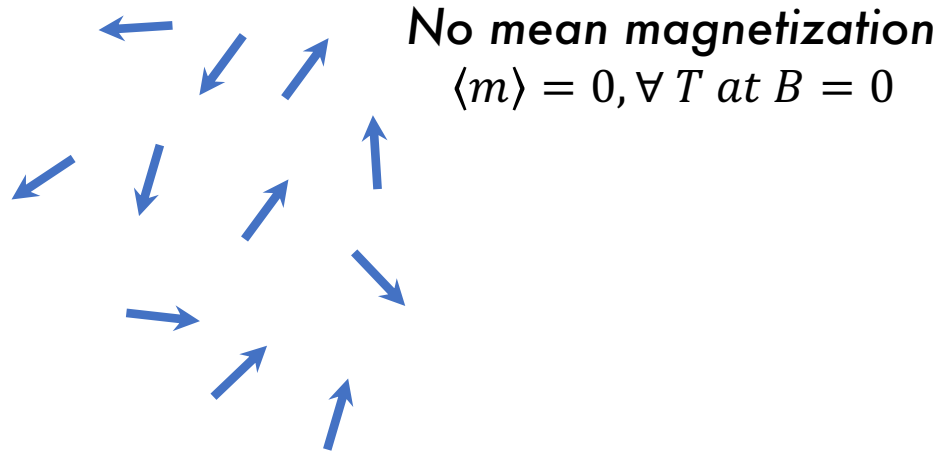 No mean magnetization
⟨m⟩ = 0, ∀ T at B = 0